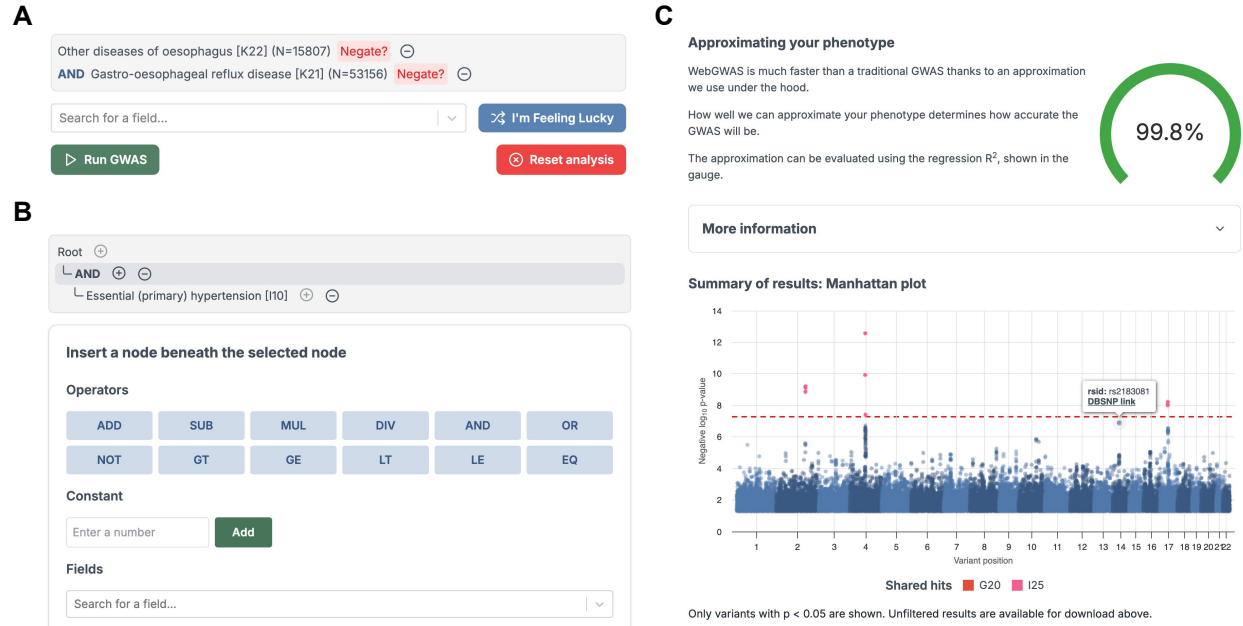 A
Other diseases of oesophagus [K22] (N=15807) Negate?
AND Gastro-oesophageal reflux disease [K21] (N=53156) Negate?
Search for a field...
I'm Feeling Lucky
Run GWAS
Reset analysis
B
Root
AND
Essential (primary) hypertension [I10]
Insert a node beneath the selected node
Operators
ADD SUB MUL DIV AND OR
NOT GT GE LT LE EQ
Constant
Enter a number
Add
Fields
Search for a field...
C
Approximating your phenotype
WebGWAS is much faster than a traditional GWAS thanks to an approximation
we use under the hood.
How well we can approximate your phenotype determines how accurate the
GWAS will be.
The approximation can be evaluated using the regression R², shown in the
gauge.
99.8%
More information
Summary of results: Manhattan plot
Negative log₁₀ p-value
14
12
10
8
6
4
2
0
rsid: rs2183081
DBSNP link
1 2 3 4 5 6 7 8 9 10 11 12 13 14 15 16 17 18 19 20 21 22
Variant position
Shared hits G20 I25
Only variants with p < 0.05 are shown. Unfiltered results are available for download above.